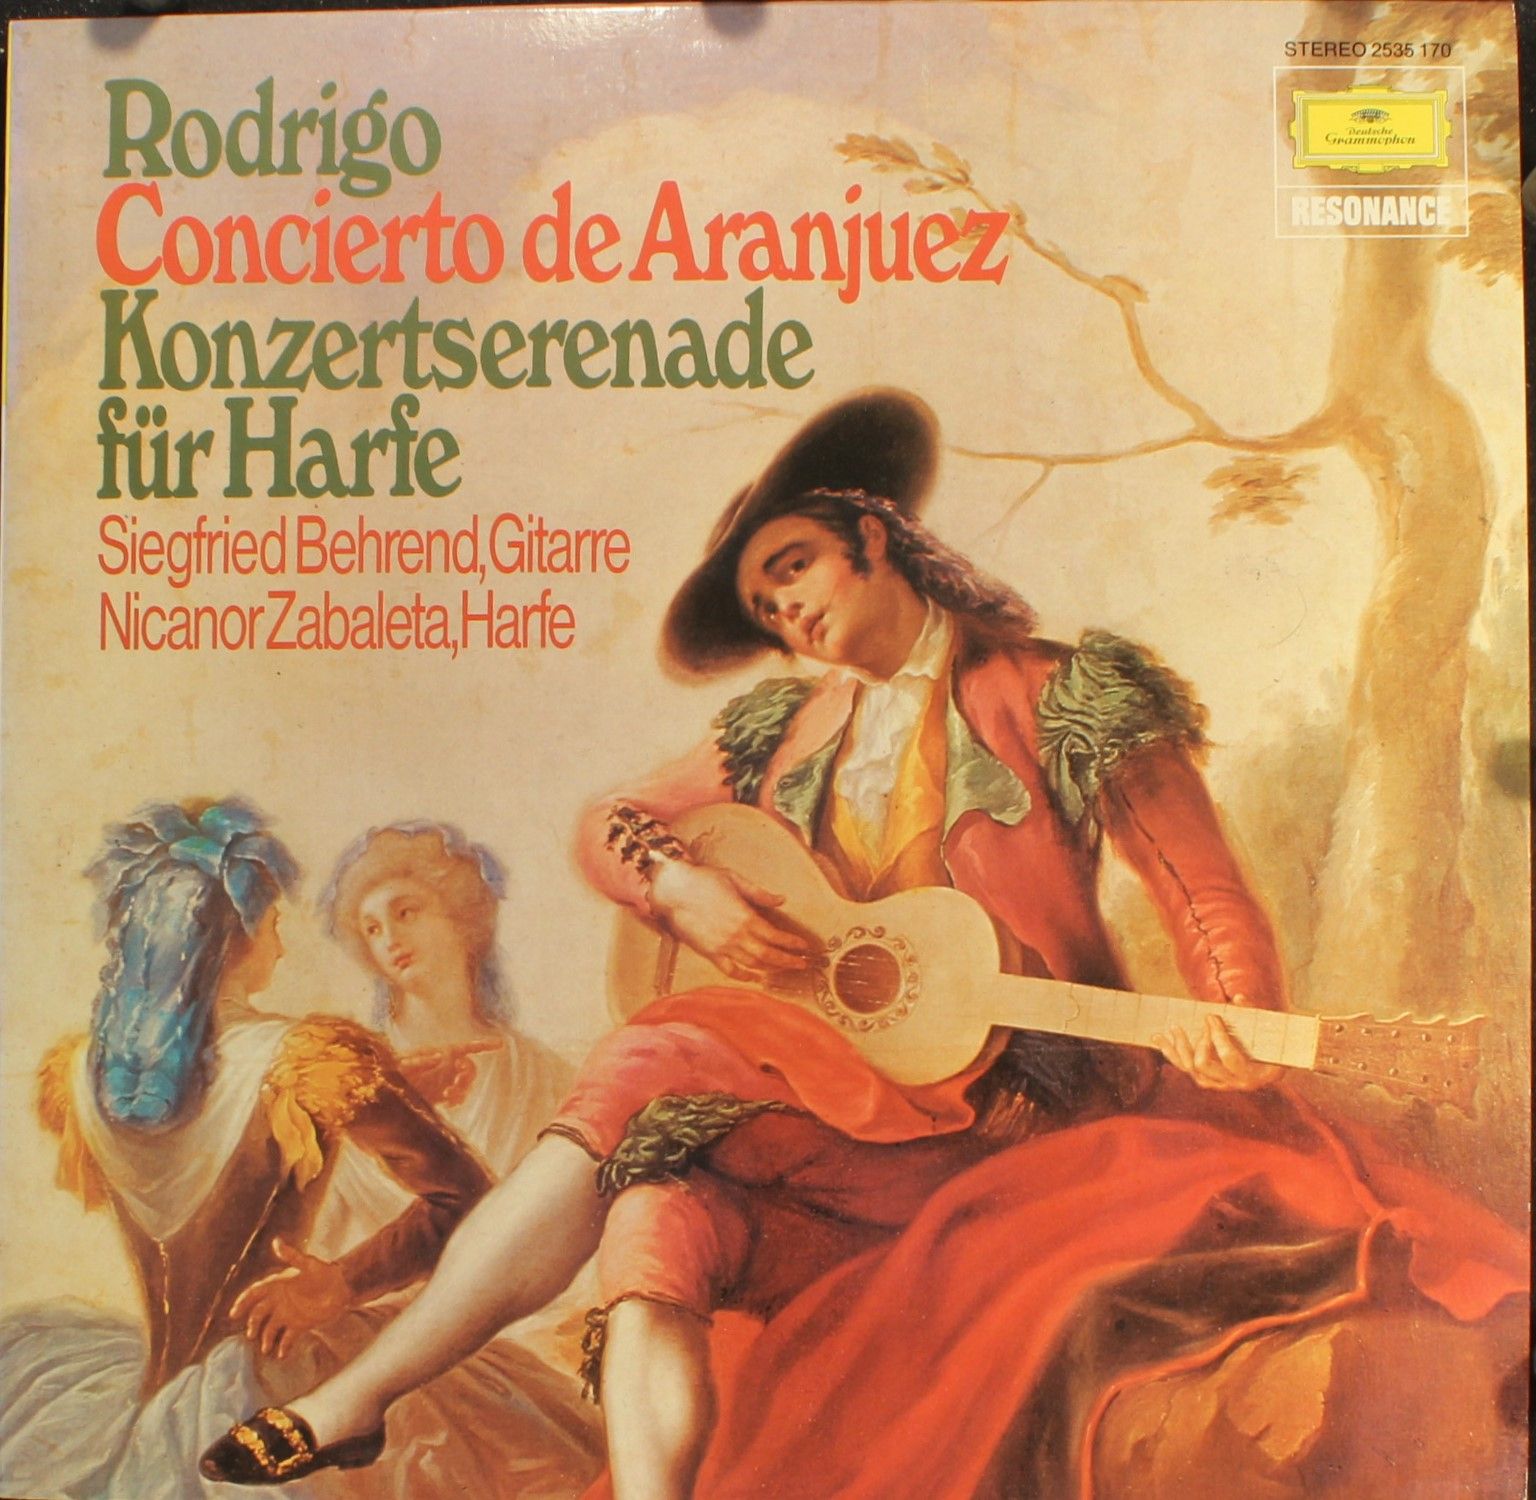 STEREO 2535 170
Deutsche
Grammophon
RESONANCE
Rodrigo
Concierto de Aranjuez
Konzertserenade
für Harfe
Siegfried Behrend, Gitarre
Nicanor Zabaleta, Harfe